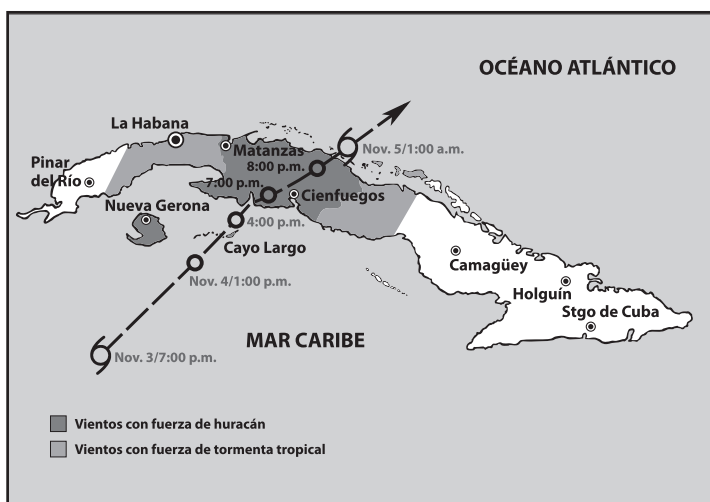 OCÉANO ATLÁNTICO
La Habana
Matanzas
Nov. 5/1:00 a.m.
8:00 p.m.
Pinar
del Río
7:00 p.m.
Cienfuegos
Nueva Gerona
4:00 p.m.
Cayo Largo
Camagüey
Nov. 4/1:00 p.m.
Holguín
Stgo de Cuba
MAR CARIBE
Nov. 3/7:00 p.m.
Vientos con fuerza de huracán
Vientos con fuerza de tormenta tropical